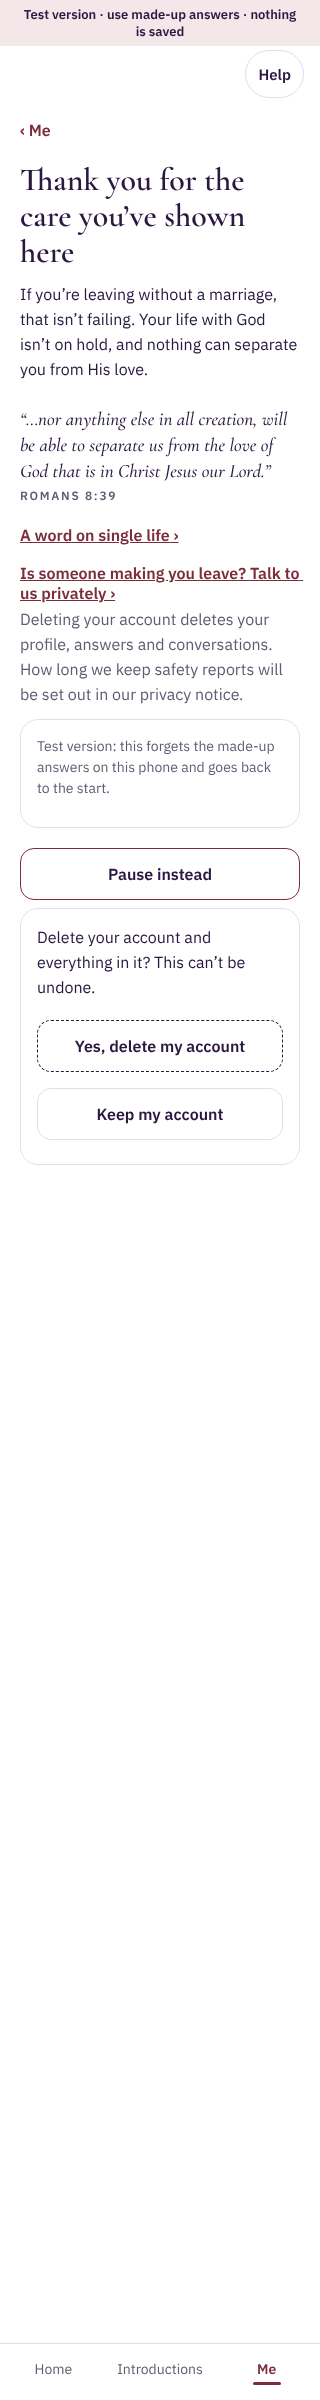 Test version · use made-up answers · nothing
is saved
Help
‹ Me
Thank you for the
care you’ve shown
here
If you’re leaving without a marriage,
that isn’t failing. Your life with God
isn’t on hold, and nothing can separate
you from His love.
“…nor anything else in all creation, will
be able to separate us from the love of
God that is in Christ Jesus our Lord.”
ROMANS 8:39
A word on single life ›
Is someone making you leave? Talk to
us privately ›
Deleting your account deletes your
profile, answers and conversations.
How long we keep safety reports will
be set out in our privacy notice.
Test version: this forgets the made-up
answers on this phone and goes back
to the start.
Pause instead
Delete your account and
everything in it? This can’t be
undone.
Yes, delete my account
Keep my account
Home Introductions Me